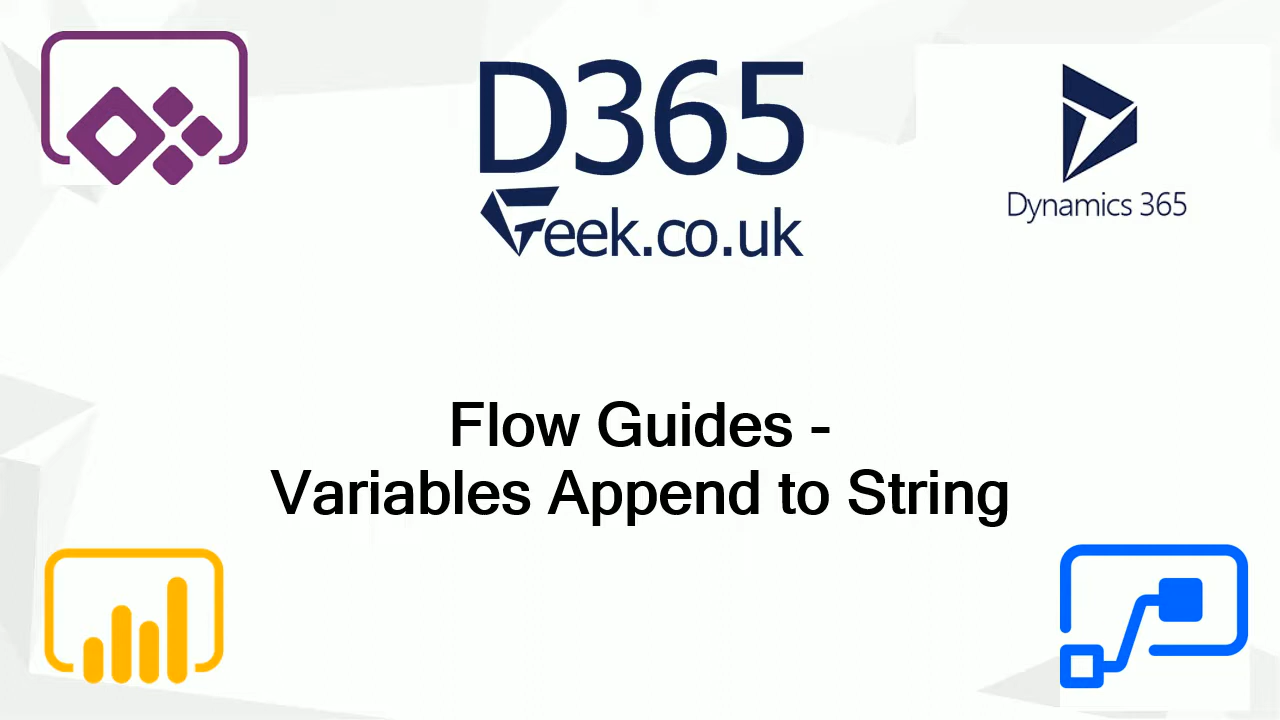 D365
Geek.co.uk
Dynamics 365
Flow Guides -
Variables Append to String